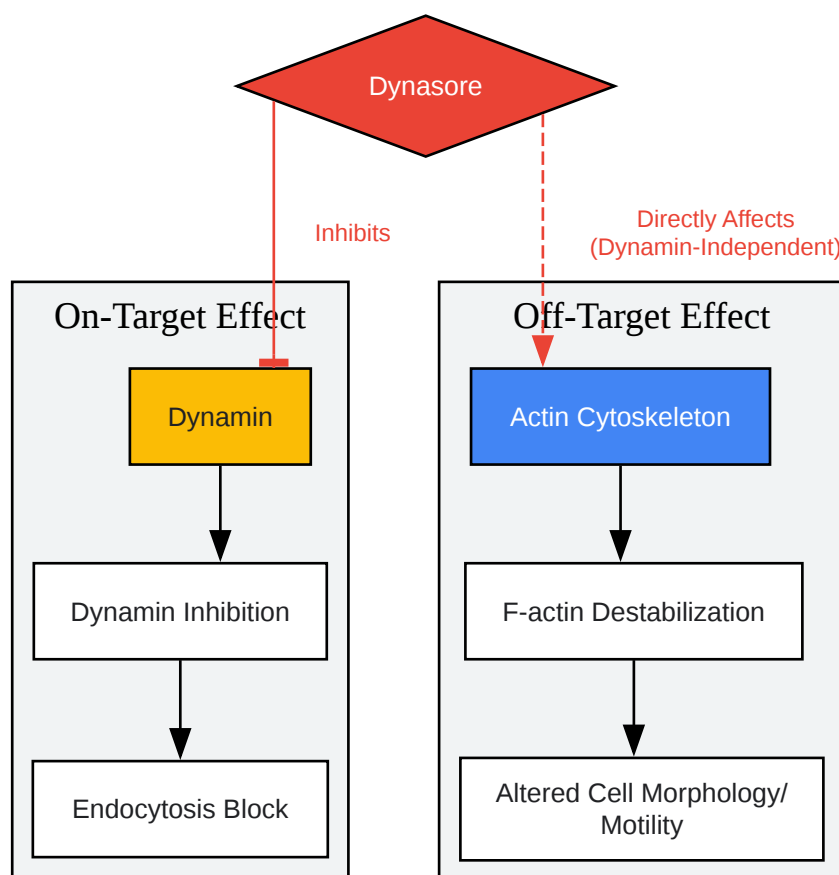 Dynasore
Inhibits
Directly Affects
(Dynamin-Independent)
On-Target Effect
Off-Target Effect
Dynamin
Actin Cytoskeleton
Dynamin Inhibition
F-actin Destabilization
Endocytosis Block
Altered Cell Morphology/
Motility